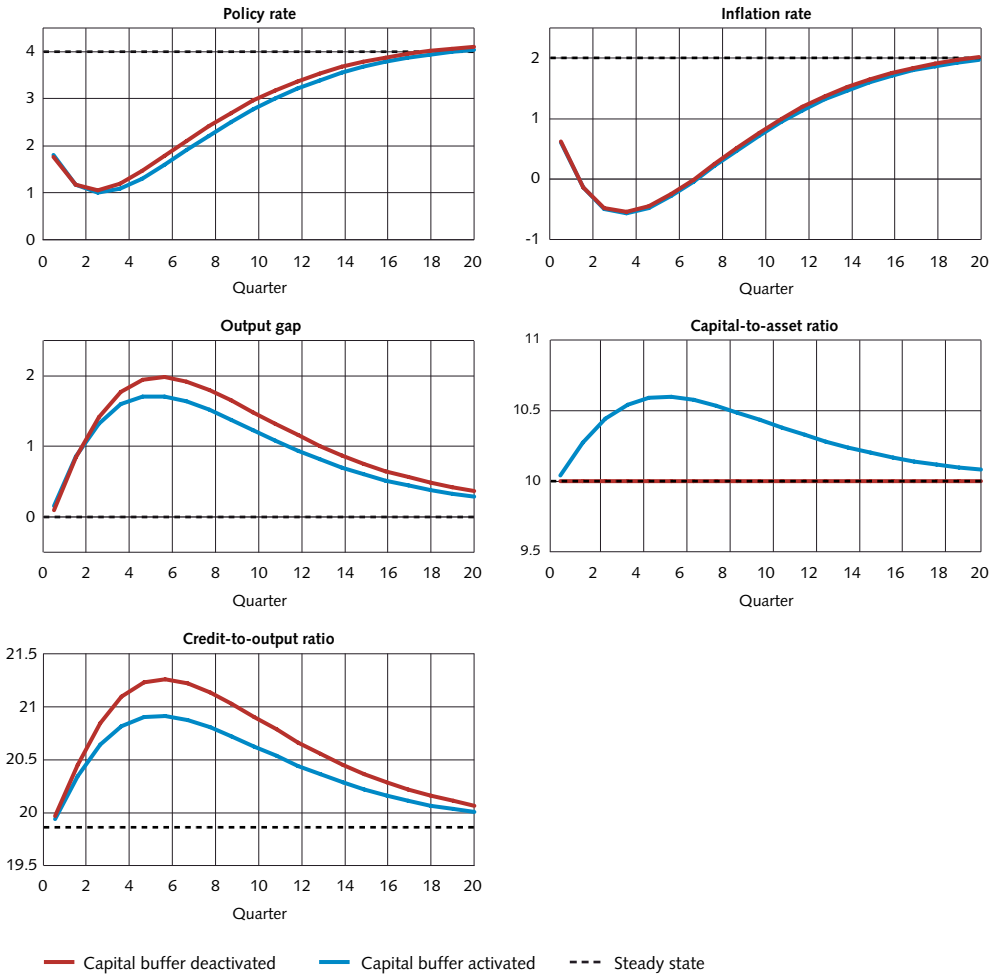 Policy rate
4
3
2
1
0
0 2 4 6 8 10 12 14 16 18 20
Quarter
Inflation rate
2
1
0
-1
0 2 4 6 8 10 12 14 16 18 20
Quarter
Output gap
2
1
0
0 2 4 6 8 10 12 14 16 18 20
Quarter
Capital-to-asset ratio
11
10.5
10
9.5
0 2 4 6 8 10 12 14 16 18 20
Quarter
Credit-to-output ratio
21.5
21
20.5
20
19.5
0 2 4 6 8 10 12 14 16 18 20
Quarter
Capital buffer deactivated Capital buffer activated Steady state